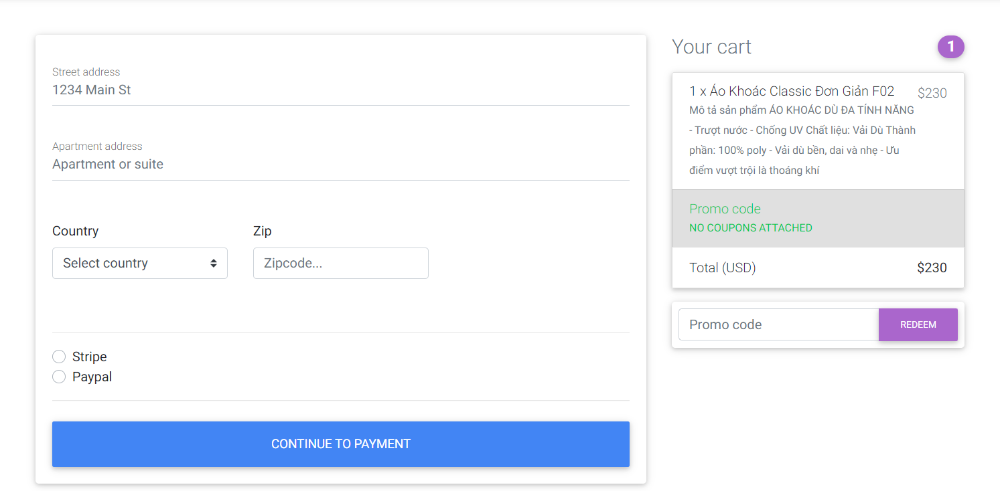 Street address
1234 Main St
Apartment address
Apartment or suite
Country
Zip
Select country
Zipcode...
Stripe
Paypal
CONTINUE TO PAYMENT
Your cart
1
1 x Áo Khoác Classic Đơn Giản F02
$230
Mô tả sản phẩm ÁO KHOÁC DÙ ĐA TÍNH NĂNG
- Trượt nước - Chống UV Chất liệu: Vải Dù Thành
phần: 100% poly - Vải dù bền, dai và nhẹ - Ưu
điểm vượt trội là thoáng khí
Promo code
NO COUPONS ATTACHED
Total (USD)
$230
Promo code
REDEEM